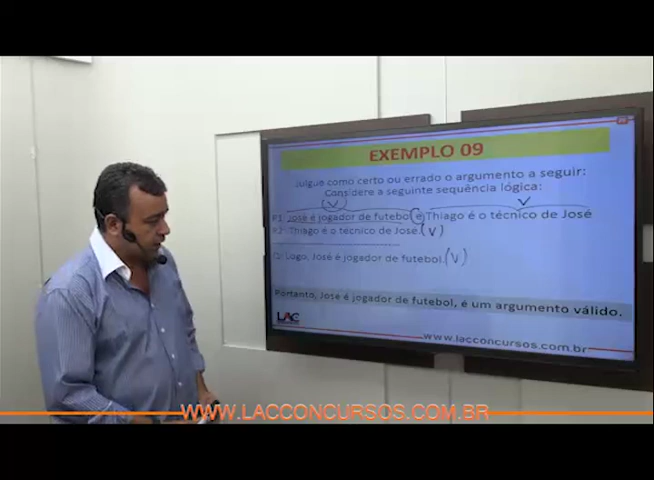 EXEMPLO 09
Julgue como certo ou errado o argumento a seguir:
Considere a seguinte sequência lógica:
(V) V
P1: José é jogador de futebol e Thiago é o técnico de José
P2: Thiago é o técnico de José. (V)
Logo, José é jogador de futebol. (V)
Portanto, José é jogador de futebol, é um argumento válido.
LAC
www.lacconcursos.com.br
WWW.LACCONCURSOS.COM.BR